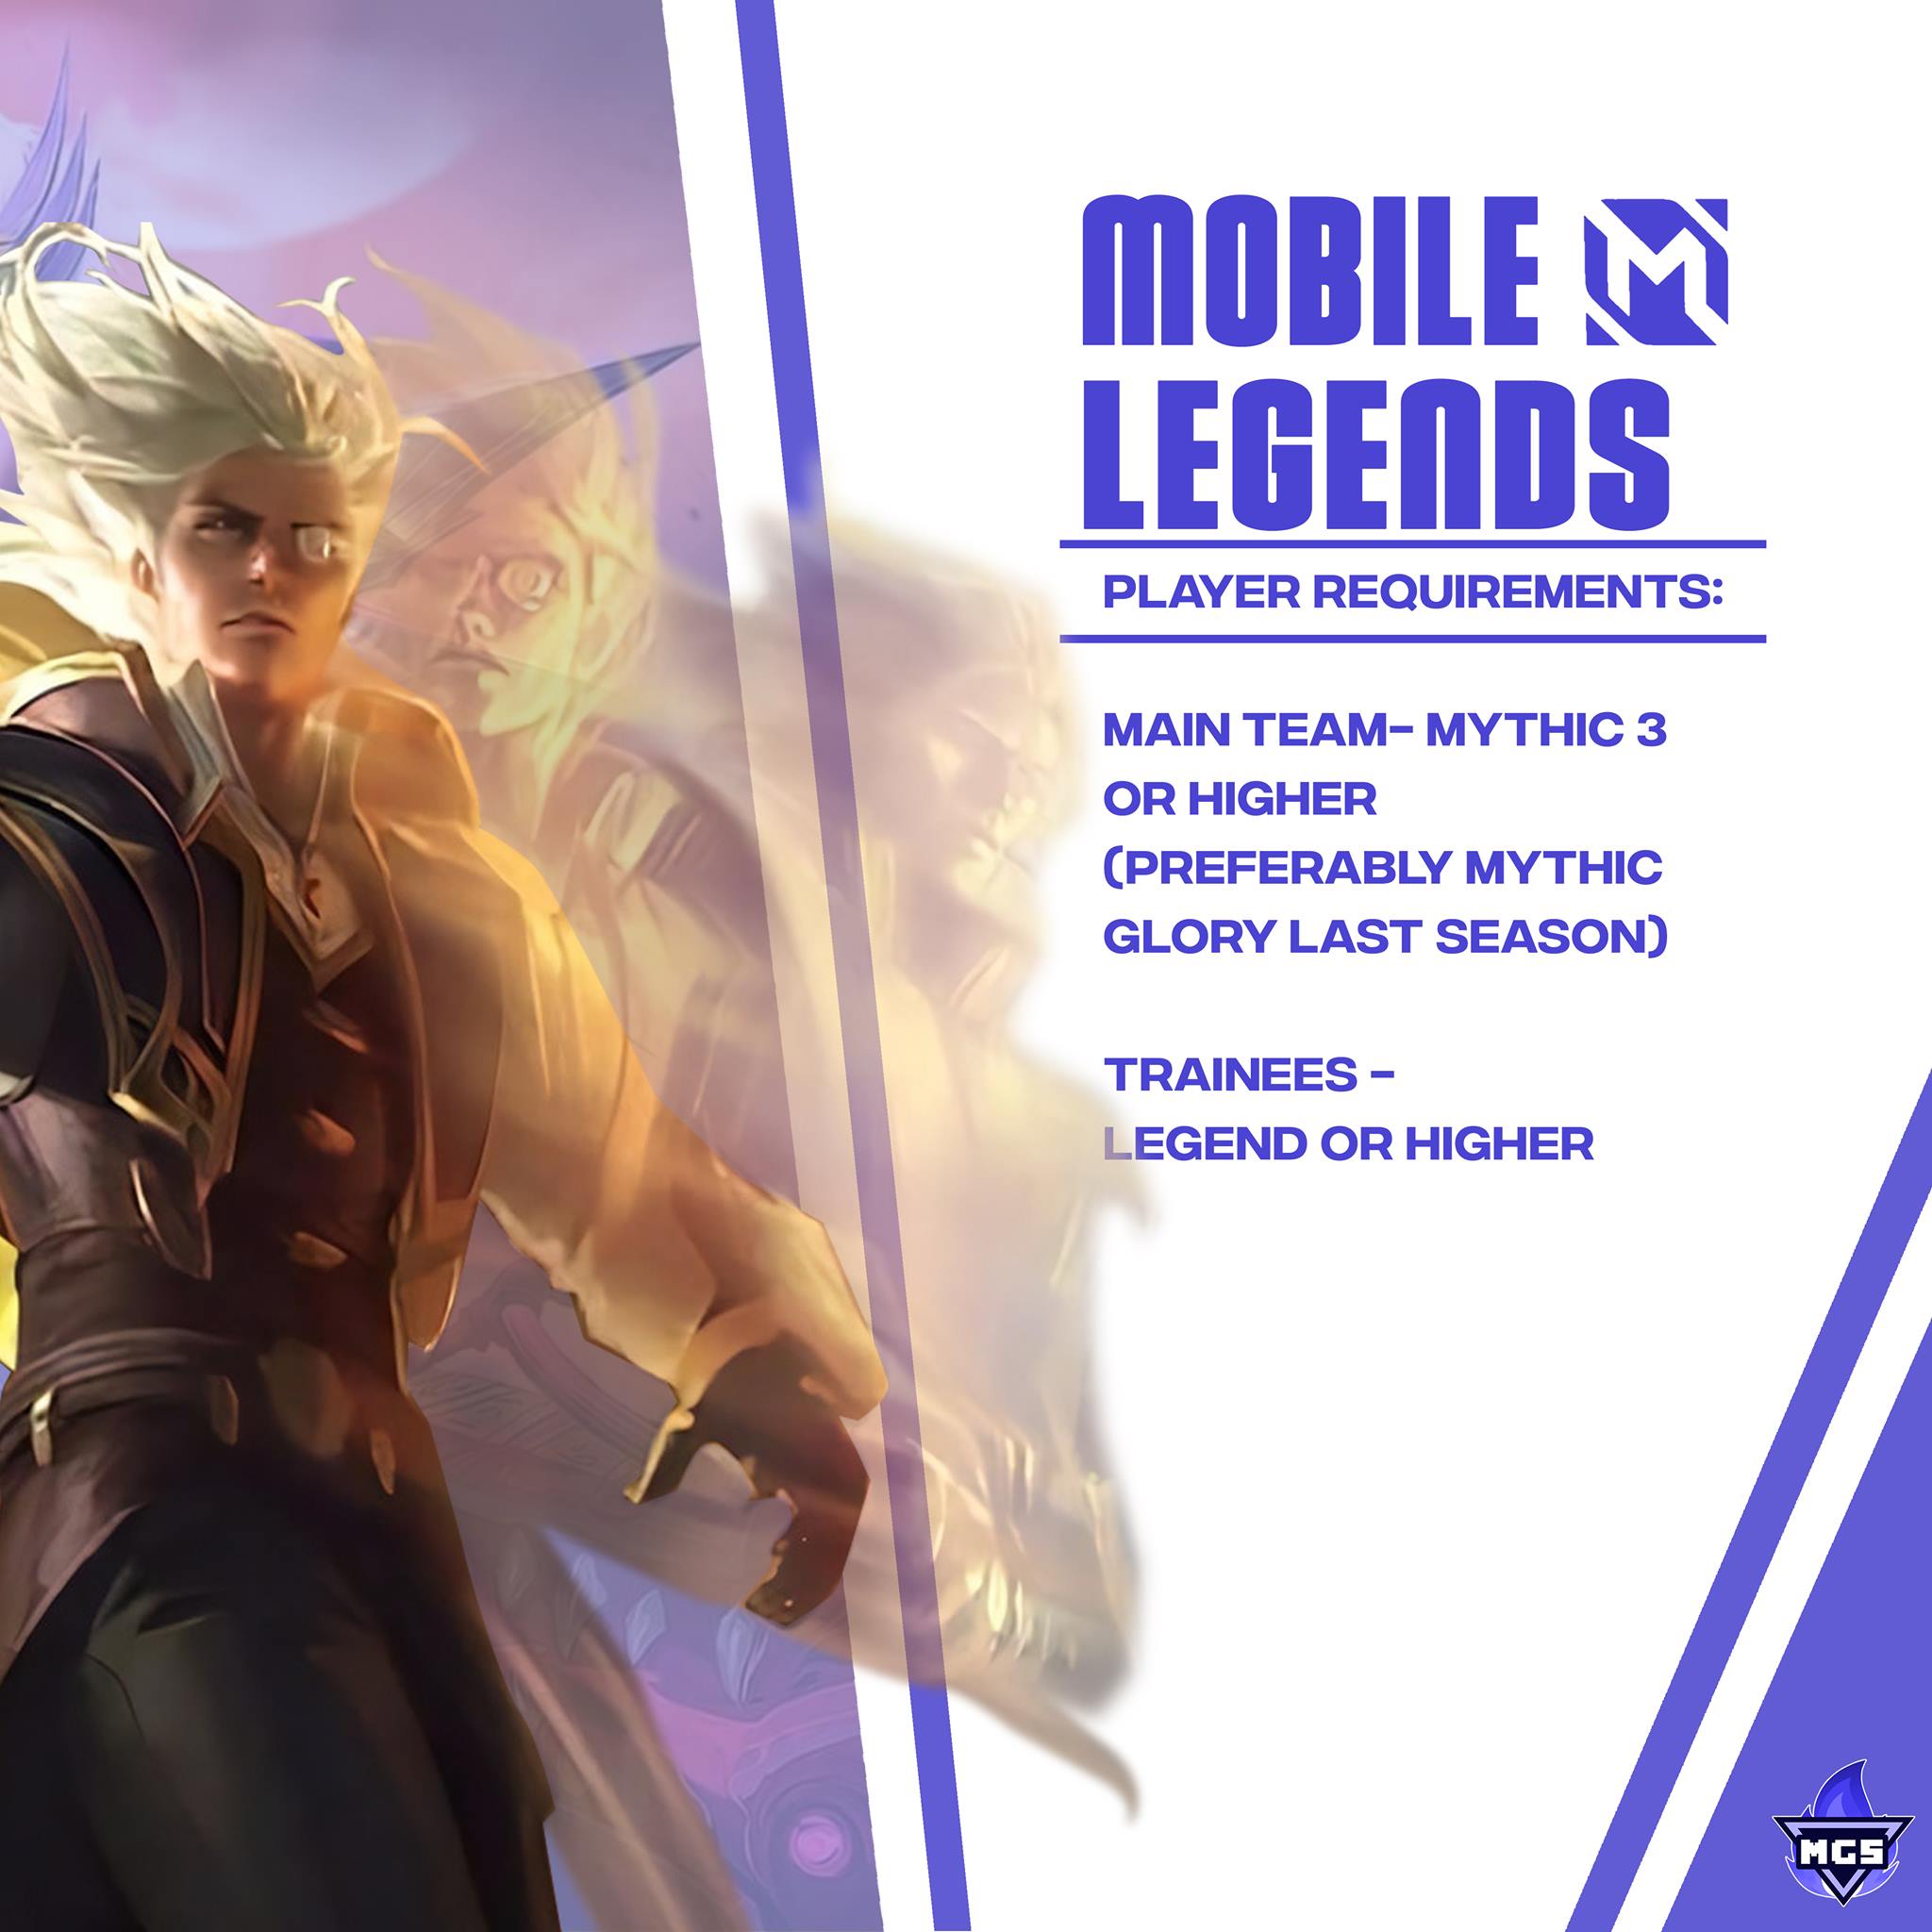 MOBILE
LEGENDS
PLAYER REQUIREMENTS:
MAIN TEAM- MYTHIC 3
OR HIGHER
(PREFERABLY MYTHIC
GLORY LAST SEASON)
TRAINEES -
LEGEND OR HIGHER
MGS